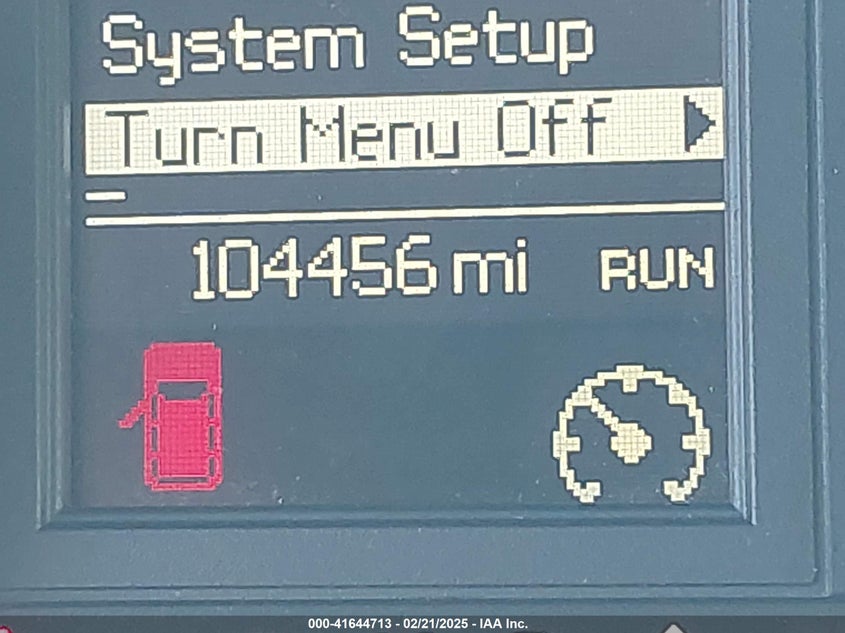 System Setup
Turn Menu Off
104456 mi RUN
000-41644713 - 02/21/2025 - IAA Inc.